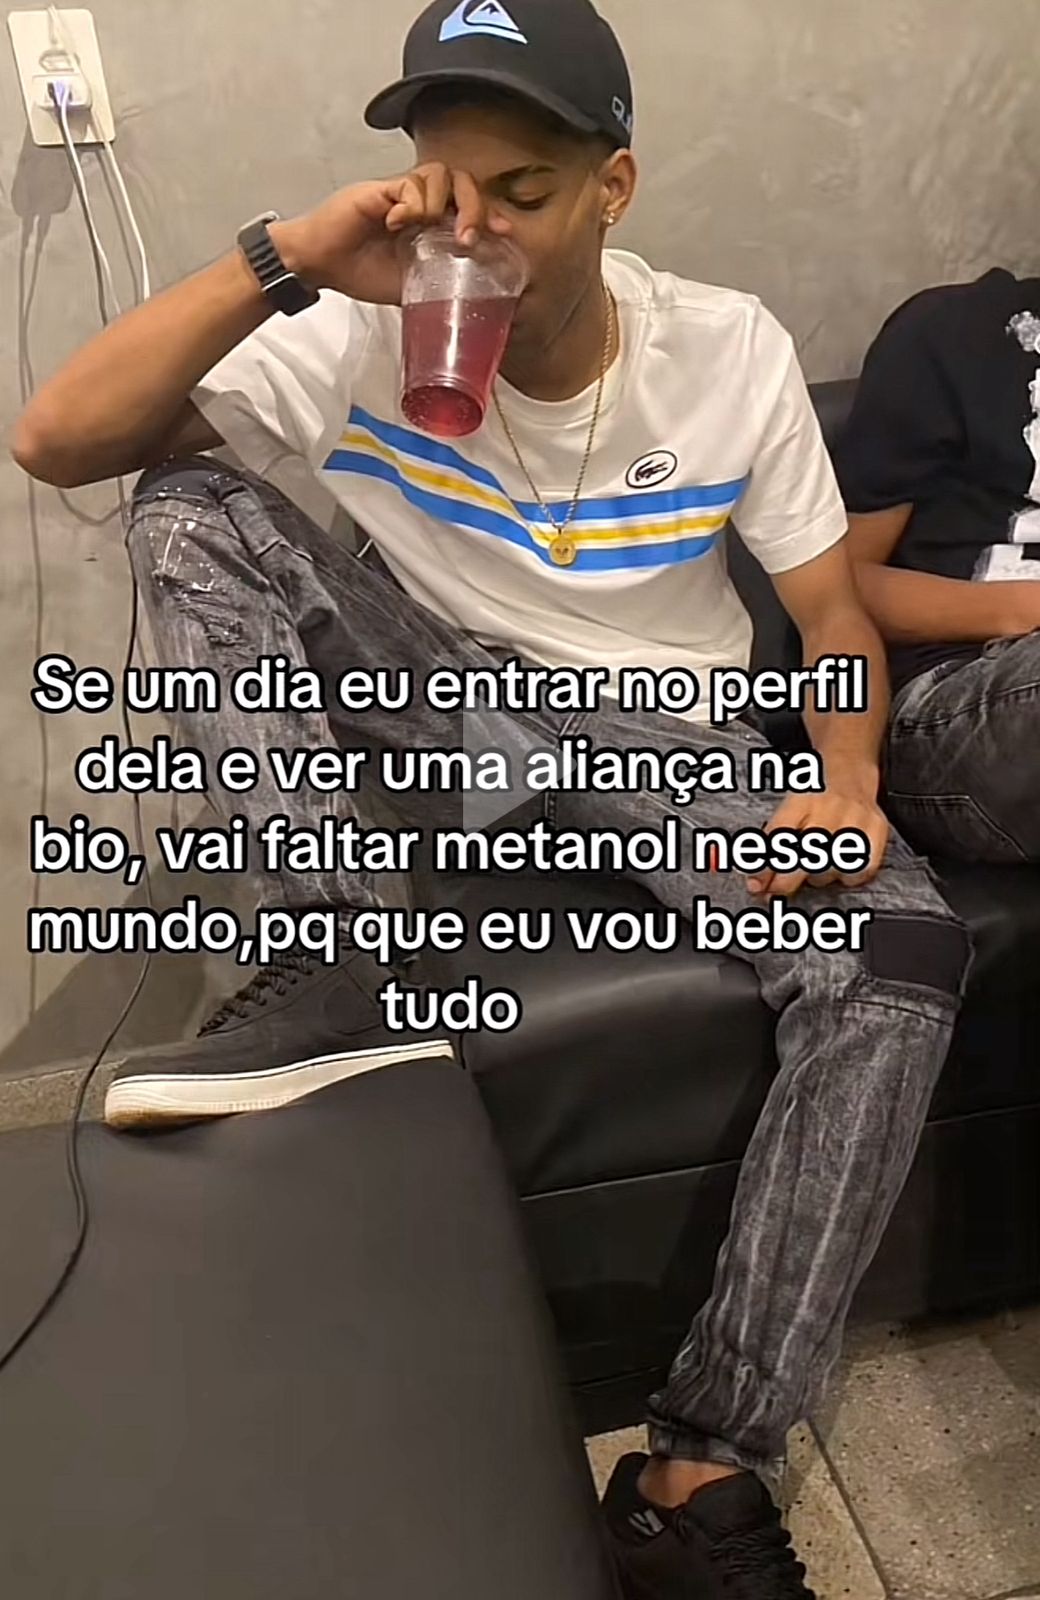 Se um dia eu entrar no perfil
dela e ver uma aliança na
bio, vai faltar metanol nesse
mundo,pq que eu vou beber
tudo